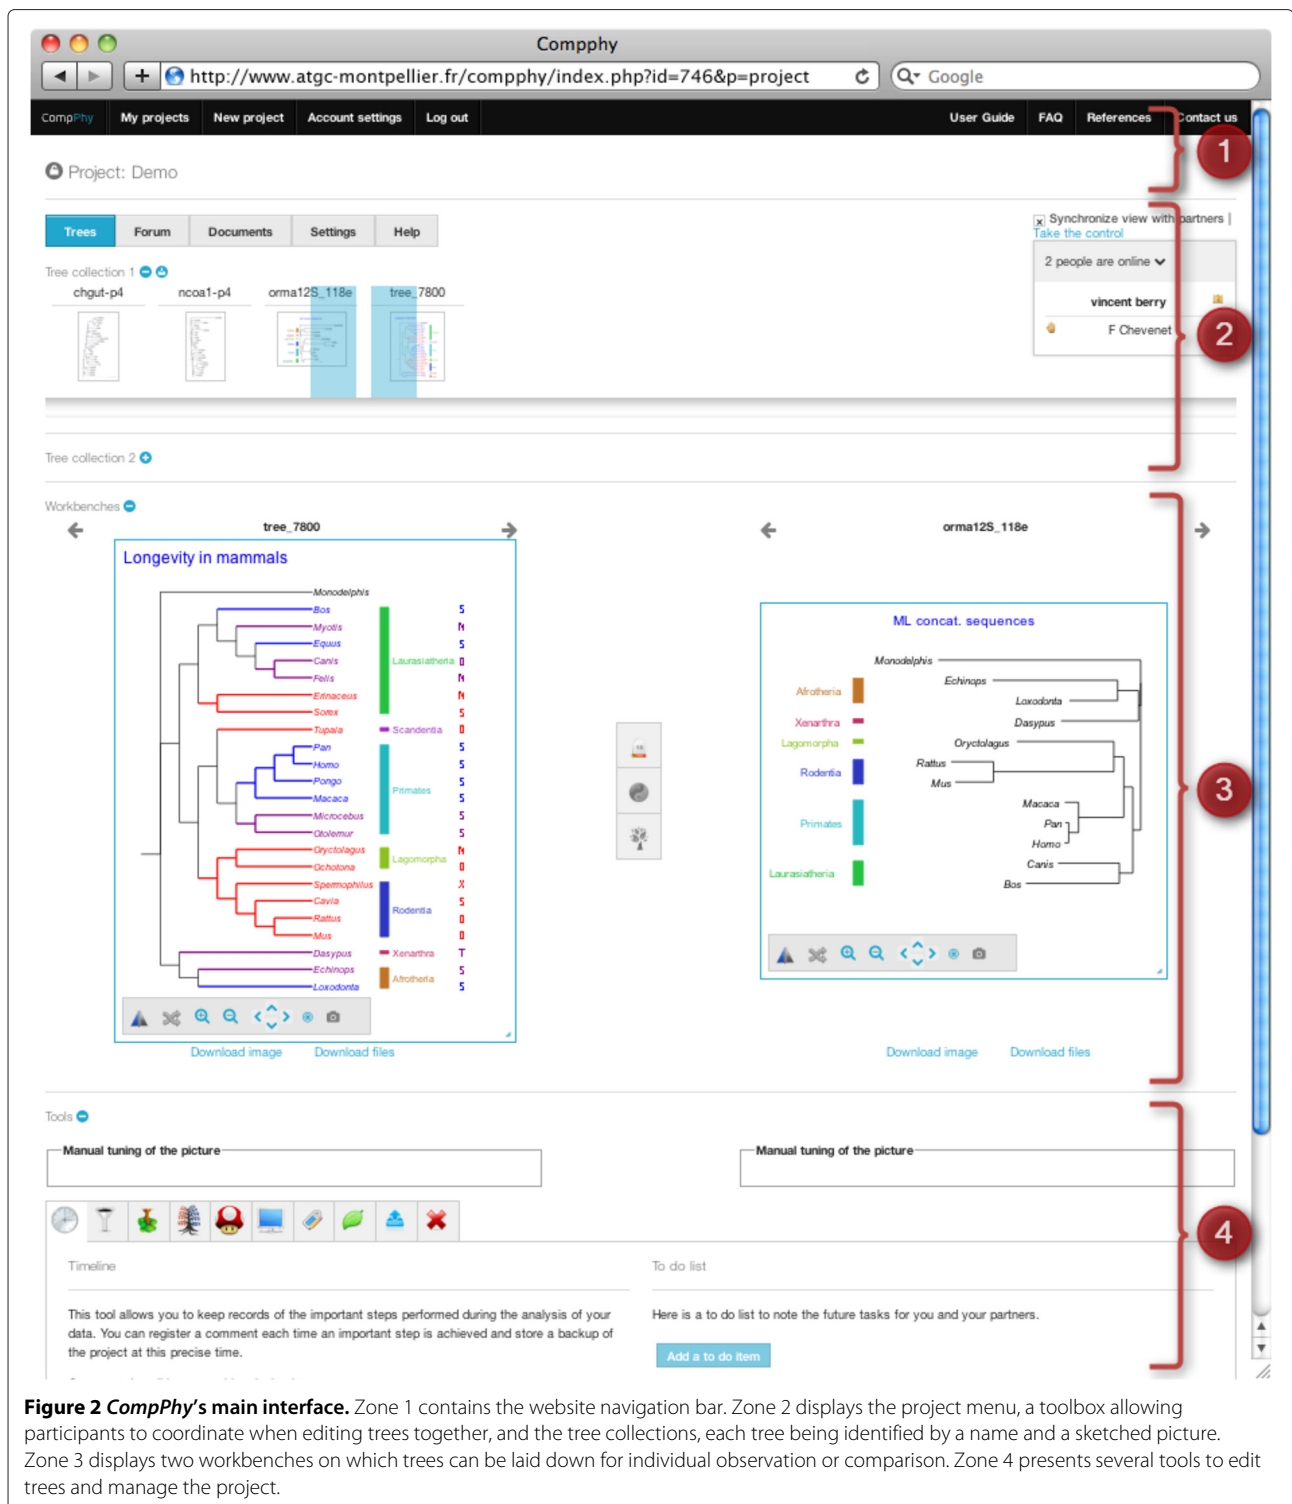 Compphy
http://www.atgc-montpellier.fr/compphy/index.php?id=746&p=project
Google
CompPhy My projects New project Account settings Log out User Guide FAQ References Contact us
1
Project: Demo
Trees Forum Documents Settings Help
x Synchronize view with partners |
Take the control
2 people are online
vincent berry
F Chevenet
2
Tree collection 1
chgut-p4 ncoa1-p4 orma12S_118e tree_7800
Tree collection 2
Workbenches
tree_7800
Longevity in mammals
Monodelphis
Bos S
Myotis N
Equus S
Canis Laurasiatheria O
Felis N
Erinaceus N
Sorex S
Tupaia Scandentia O
Pan S
Homo S
Pongo Primates S
Macaca S
Microcebus S
Otolemur S
Oryctolagus N
Ochotona Lagomorpha O
Spermophilus X
Cavia S
Rattus Rodentia O
Mus O
Dasypus Xenarthra T
Echinops S
Loxodonta Afrotheria S
Download image Download files
orma12S_118e
ML concat. sequences
Monodelphis
Echinops
Afrotheria
Loxodonta
Xenarthra Dasypus
Lagomorpha Oryctolagus
Rattus
Rodentia
Mus
Macaca
Primates Pan
Homo
Canis
Laurasiatheria
Bos
Download image Download files
3
Tools
Manual tuning of the picture
Manual tuning of the picture
4
Timeline
This tool allows you to keep records of the important steps performed during the analysis of your
data. You can register a comment each time an important step is achieved and store a backup of
the project at this precise time.
To do list
Here is a to do list to note the future tasks for you and your partners.
Add a to do item
Figure 2 CompPhy's main interface. Zone 1 contains the website navigation bar. Zone 2 displays the project menu, a toolbox allowing
participants to coordinate when editing trees together, and the tree collections, each tree being identified by a name and a sketched picture.
Zone 3 displays two workbenches on which trees can be laid down for individual observation or comparison. Zone 4 presents several tools to edit
trees and manage the project.